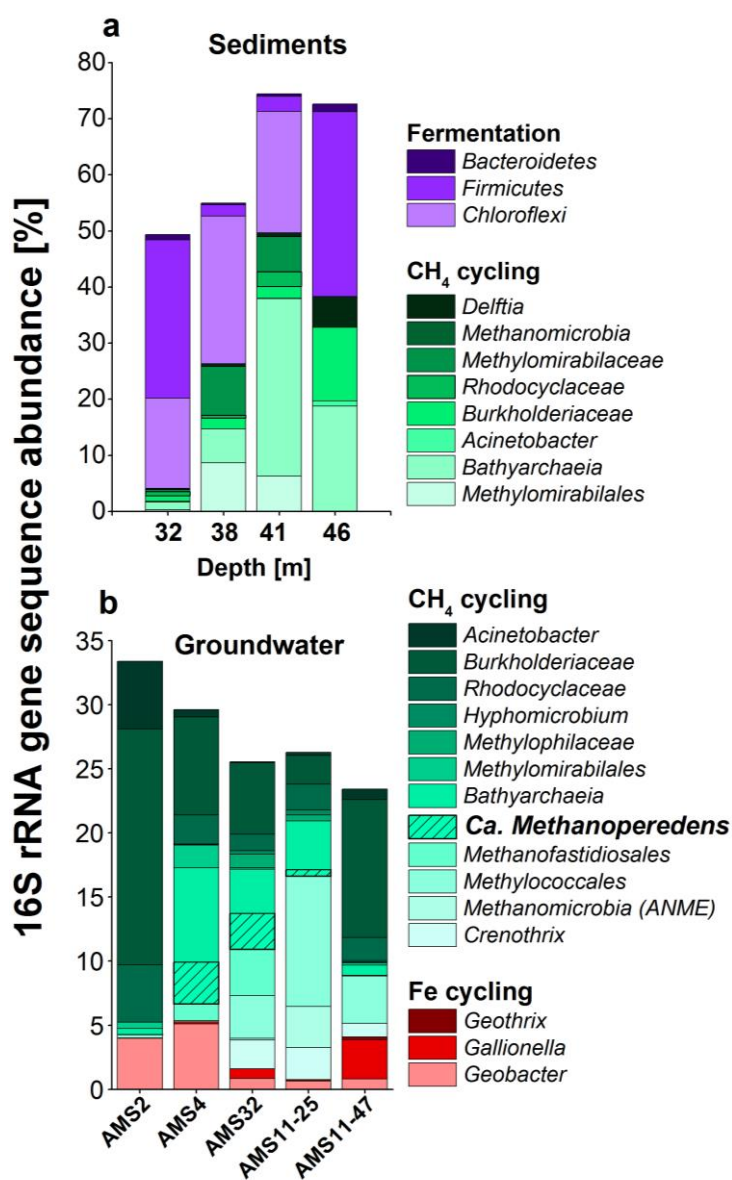 a
Sediments
16S rRNA gene sequence abundance [%]
80
70
60
50
40
30
20
10
0
32 38 41 46
Depth [m]
Fermentation
Bacteroidetes
Firmicutes
Chloroflexi
CH₄ cycling
Delftia
Methanomicrobia
Methylomirabilaceae
Rhodocyclaceae
Burkholderiaceae
Acinetobacter
Bathyarchaeia
Methylomirabilales
b
Groundwater
35
30
25
20
15
10
5
0
AMS2 AMS4 AMS32 AMS11-25 AMS11-47
CH₄ cycling
Acinetobacter
Burkholderiaceae
Rhodocyclaceae
Hyphomicrobium
Methylophilaceae
Methylomirabilales
Bathyarchaeia
Ca. Methanoperedens
Methanofastidiosales
Methylococcales
Methanomicrobia (ANME)
Crenothrix
Fe cycling
Geothrix
Gallionella
Geobacter